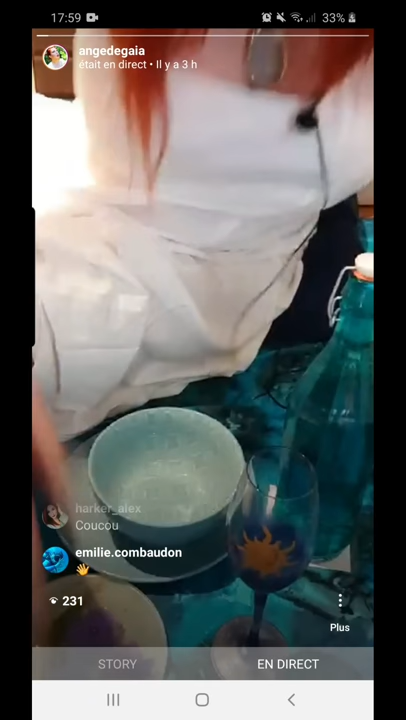 17:59
33%
angedegaia
était en direct • Il y a 3 h
harker_alex
Coucou
emilie.combaudon
👋
231
Plus
STORY
EN DIRECT